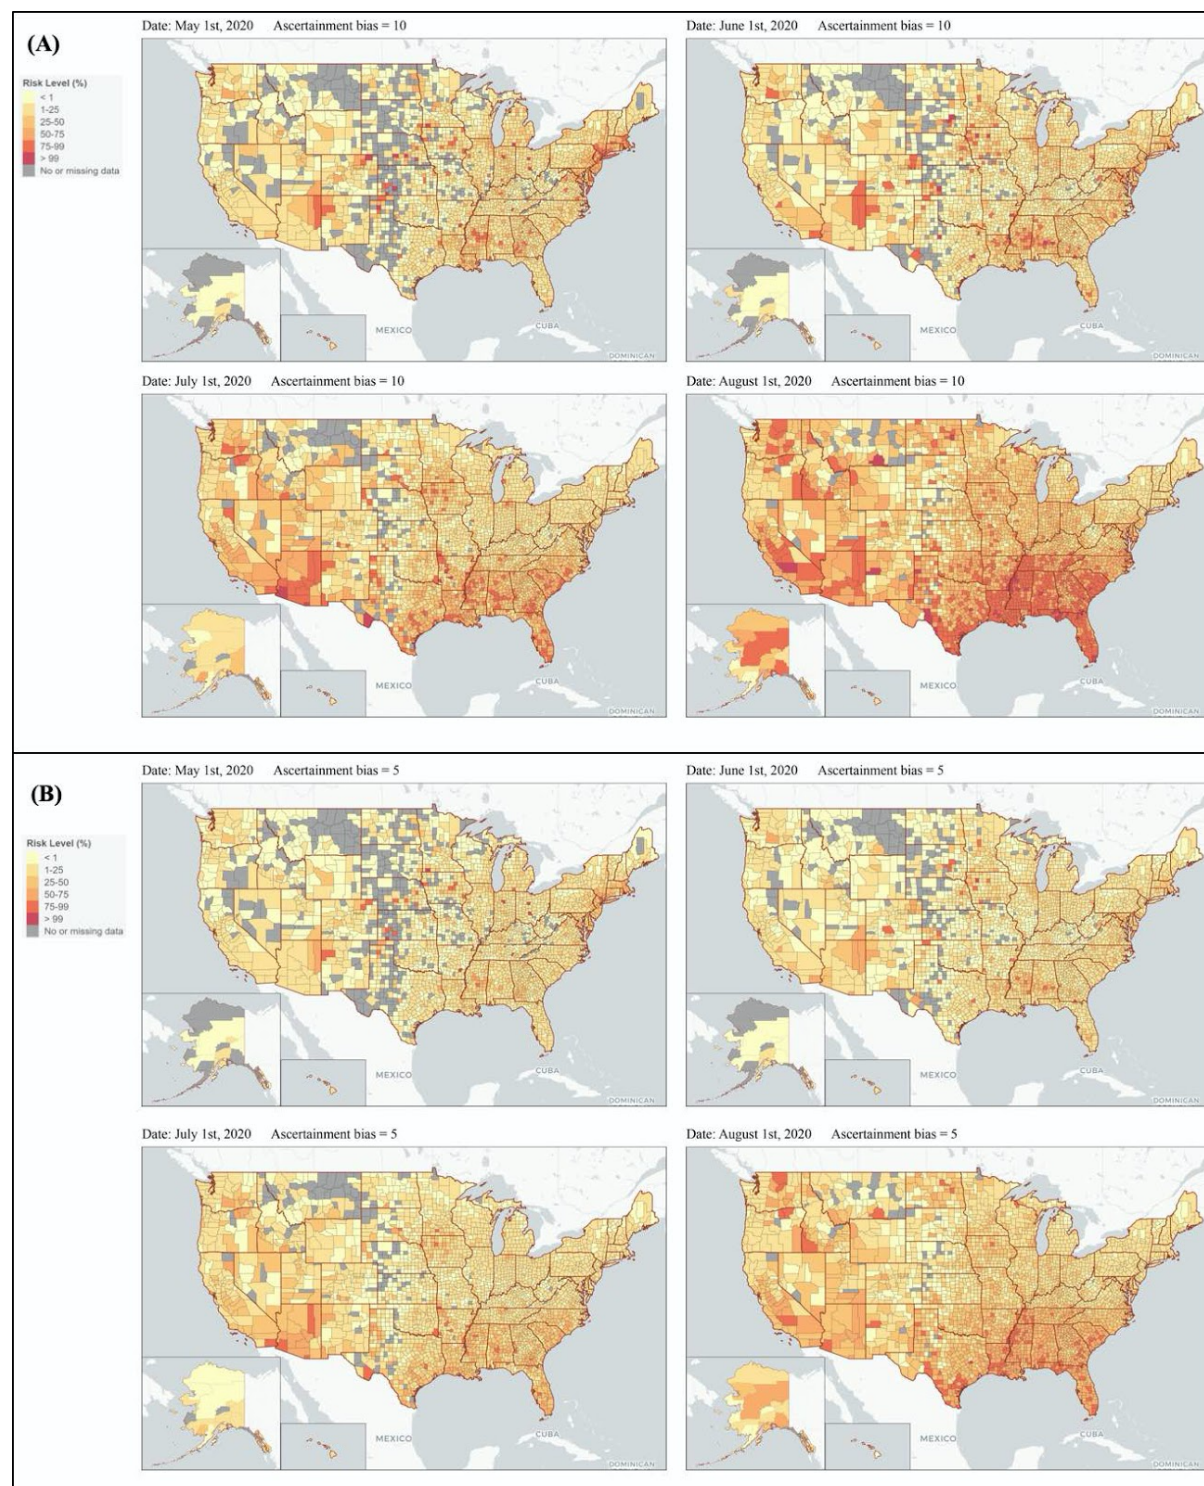 (A)
Date: May 1st, 2020 Ascertainment bias = 10
Date: June 1st, 2020 Ascertainment bias = 10
Risk Level (%)
< 1
1-25
25-50
50-75
75-99
> 99
No or missing data
MEXICO
CUBA
DOMINICAN
MEXICO
CUBA
DOMINICAN
Date: July 1st, 2020 Ascertainment bias = 10
Date: August 1st, 2020 Ascertainment bias = 10
MEXICO
CUBA
DOMINICAN
MEXICO
CUBA
DOMINICAN
(B)
Date: May 1st, 2020 Ascertainment bias = 5
Date: June 1st, 2020 Ascertainment bias = 5
Risk Level (%)
< 1
1-25
25-50
50-75
75-99
> 99
No or missing data
MEXICO
CUBA
DOMINICAN
MEXICO
CUBA
DOMINICAN
Date: July 1st, 2020 Ascertainment bias = 5
Date: August 1st, 2020 Ascertainment bias = 5
MEXICO
CUBA
DOMINICAN
MEXICO
CUBA
DOMINICAN